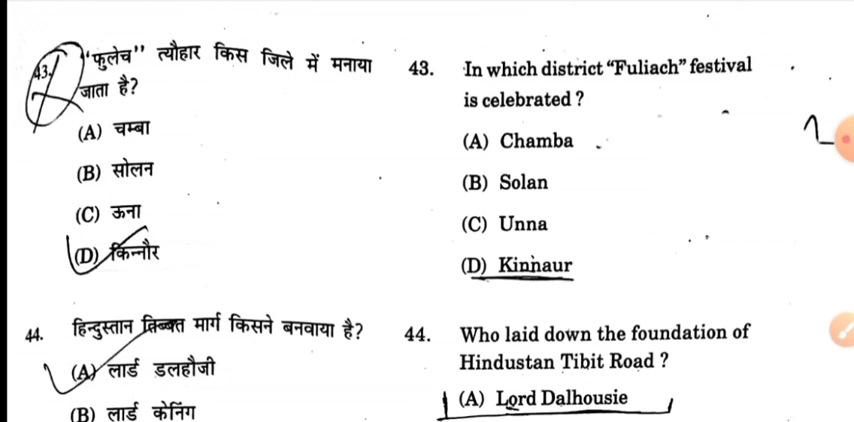 43. "फुलेच" त्यौहार किस जिले में मनाया
जाता है?
(A) चम्बा
(B) सोलन
(C) ऊना
(D) किन्नौर
44. हिन्दुस्तान तिब्बत मार्ग किसने बनवाया है?
(A) लार्ड डलहौजी
(B) लार्ड केनिंग
43. In which district “Fuliach” festival
is celebrated ?
(A) Chamba
(B) Solan
(C) Unna
(D) Kinnaur
44. Who laid down the foundation of
Hindustan Tibit Road ?
(A) Lord Dalhousie